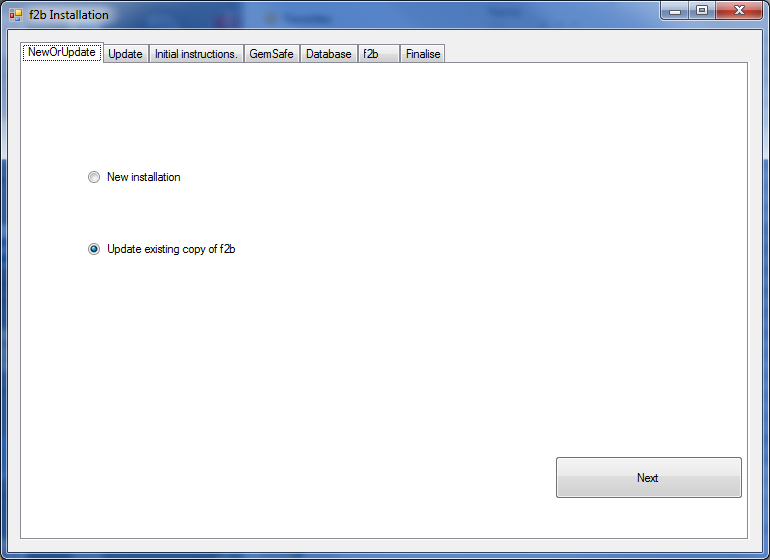 f2b Installation
NewOrUpdate Update Initial instructions. GemSafe Database f2b Finalise
New installation
Update existing copy of f2b
Next